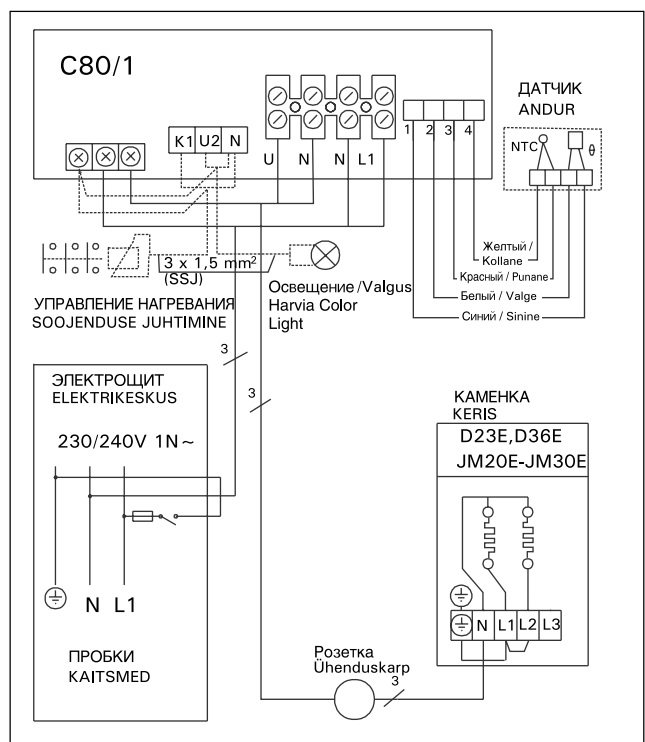 C80/1
K1 U2 N
U N N L1
1 2 3 4
ДАТЧИК
ANDUR
NTC
θ
Желтый /
Kollane
Красный / Punane
Белый / Valge
Синий / Sinine
3 x 1,5 mm²
(SSJ)
Освещение /Valgus
Harvia Color
Light
УПРАВЛЕНИЕ НАГРЕВАНИЯ
SOOJENDUSE JUHTIMINE
3
3
ЭЛЕКТРОЩИТ
ELEKTRIKESKUS
230/240V 1N~
N L1
ПРОБКИ
KAITSMED
КАМЕНКА
KERIS
D23E,D36E
JM20E-JM30E
N L1 L2 L3
Розетка
Ühenduskarp
3